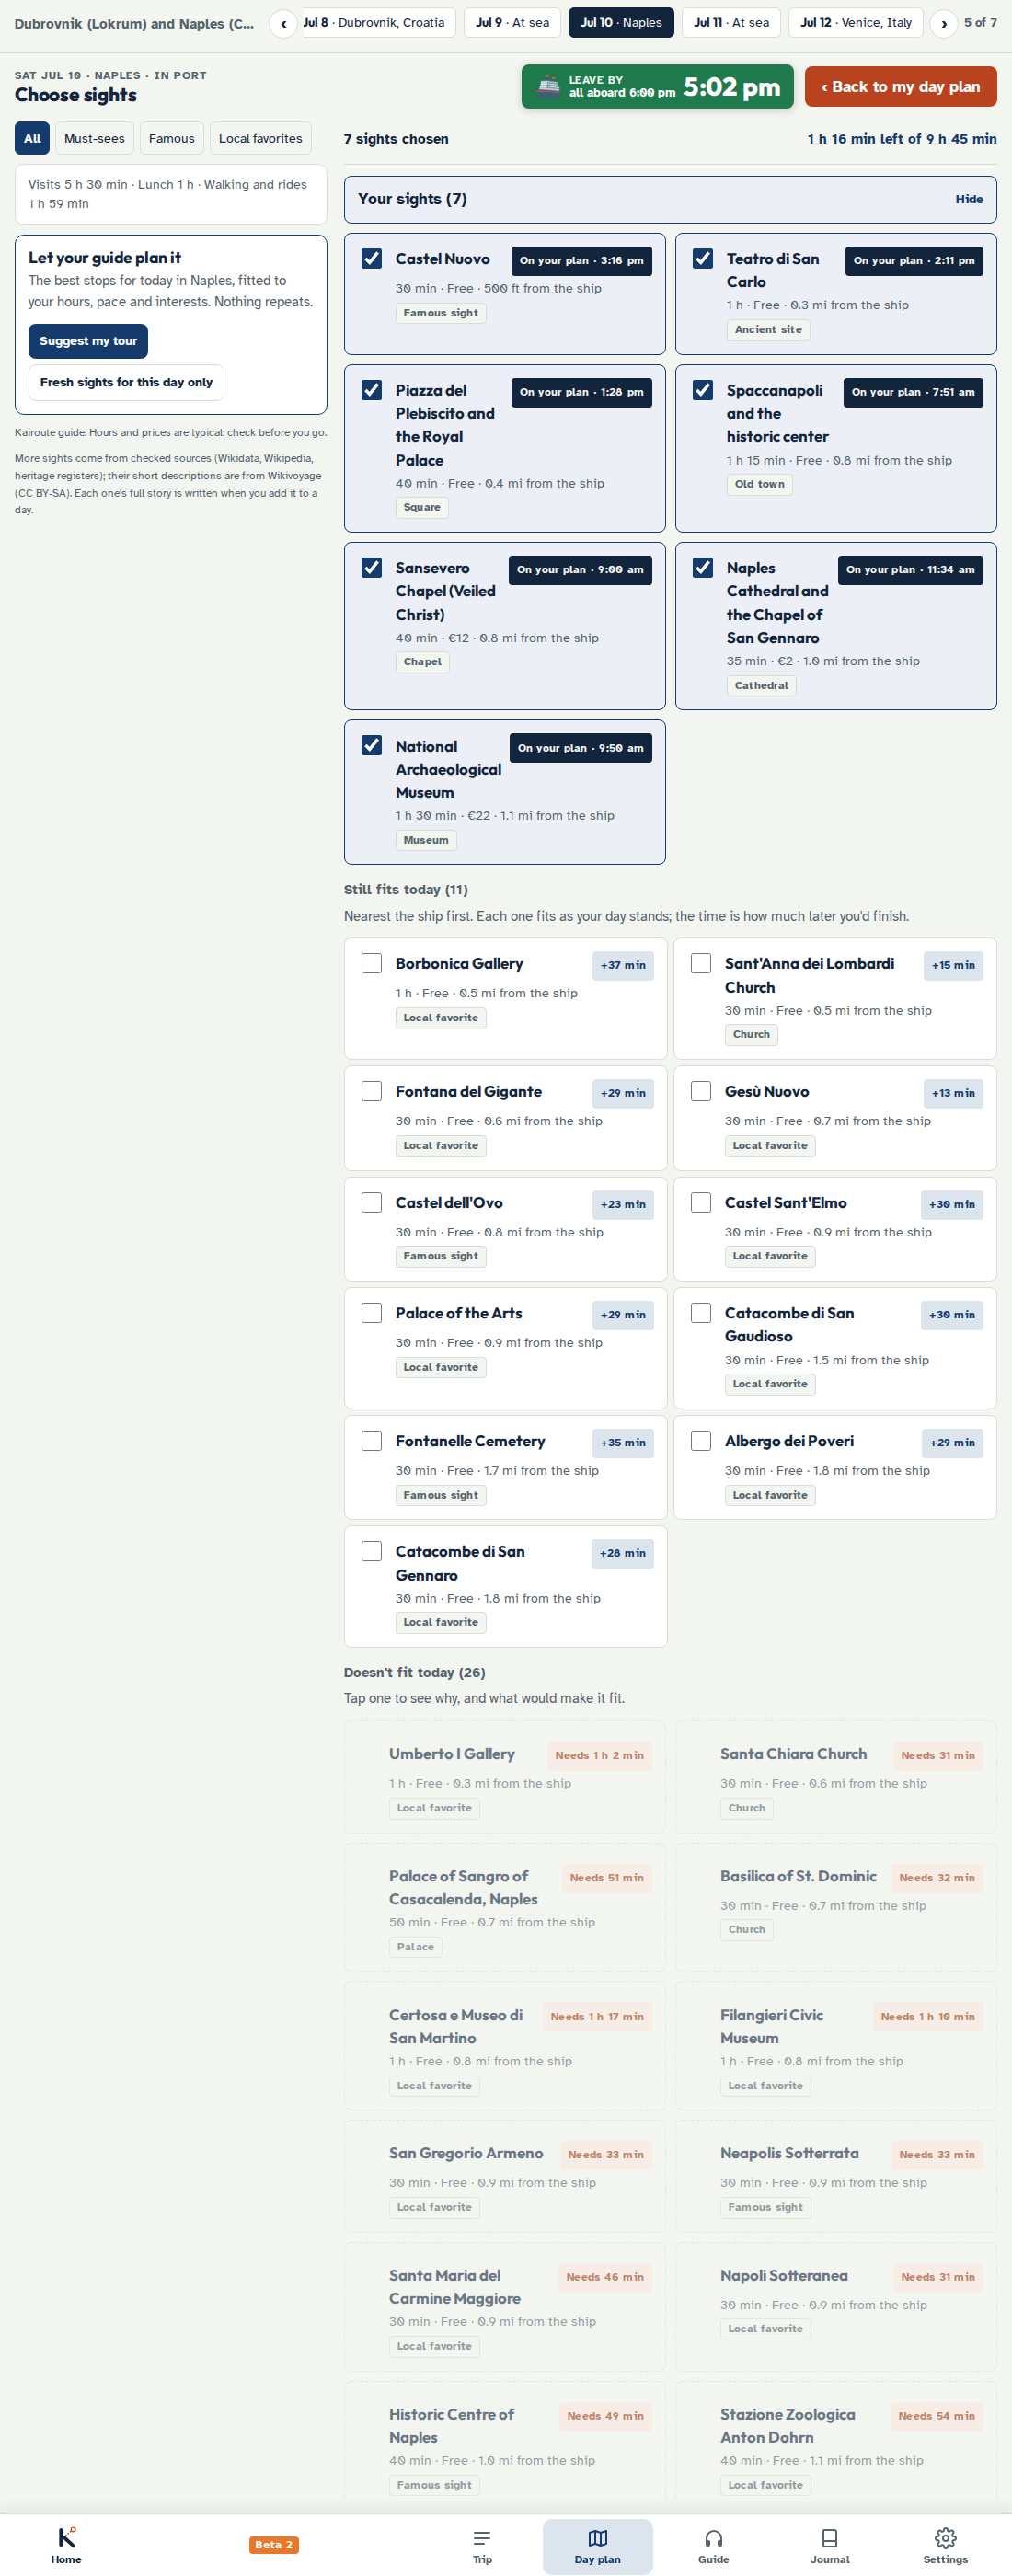 Dubrovnik (Lokrum) and Naples (C...
‹
Jul 8 · Dubrovnik, Croatia
Jul 9 · At sea
Jul 10 · Naples
Jul 11 · At sea
Jul 12 · Venice, Italy
›
5 of 7
SAT JUL 10 · NAPLES · IN PORT
Choose sights
LEAVE BY
all aboard 6:00 pm
5:02 pm
‹ Back to my day plan
All
Must-sees
Famous
Local favorites
Visits 5 h 30 min · Lunch 1 h · Walking and rides
1 h 59 min
Let your guide plan it
The best stops for today in Naples, fitted to
your hours, pace and interests. Nothing repeats.
Suggest my tour
Fresh sights for this day only
Kairoute guide. Hours and prices are typical: check before you go.
More sights come from checked sources (Wikidata, Wikipedia,
heritage registers); their short descriptions are from Wikivoyage
(CC BY-SA). Each one's full story is written when you add it to a
day.
7 sights chosen
1 h 16 min left of 9 h 45 min
Your sights (7)
Hide
Castel Nuovo
On your plan · 3:16 pm
30 min · Free · 500 ft from the ship
Famous sight
Teatro di San
Carlo
On your plan · 2:11 pm
1 h · Free · 0.3 mi from the ship
Ancient site
Piazza del
Plebiscito and
the Royal
Palace
On your plan · 1:28 pm
40 min · Free · 0.4 mi from the ship
Square
Spaccanapoli
and the
historic center
On your plan · 7:51 am
1 h 15 min · Free · 0.8 mi from the ship
Old town
Sansevero
Chapel (Veiled
Christ)
On your plan · 9:00 am
40 min · €12 · 0.8 mi from the ship
Chapel
Naples
Cathedral and
the Chapel of
San Gennaro
On your plan · 11:34 am
35 min · €2 · 1.0 mi from the ship
Cathedral
National
Archaeological
Museum
On your plan · 9:50 am
1 h 30 min · €22 · 1.1 mi from the ship
Museum
Still fits today (11)
Nearest the ship first. Each one fits as your day stands; the time is how much later you'd finish.
Borbonica Gallery
+37 min
1 h · Free · 0.5 mi from the ship
Local favorite
Sant'Anna dei Lombardi
Church
+15 min
30 min · Free · 0.5 mi from the ship
Church
Fontana del Gigante
+29 min
30 min · Free · 0.6 mi from the ship
Local favorite
Gesù Nuovo
+13 min
30 min · Free · 0.7 mi from the ship
Local favorite
Castel dell'Ovo
+23 min
30 min · Free · 0.8 mi from the ship
Famous sight
Castel Sant'Elmo
+30 min
30 min · Free · 0.9 mi from the ship
Local favorite
Palace of the Arts
+29 min
30 min · Free · 0.9 mi from the ship
Local favorite
Catacombe di San
Gaudioso
+30 min
30 min · Free · 1.5 mi from the ship
Local favorite
Fontanelle Cemetery
+35 min
30 min · Free · 1.7 mi from the ship
Famous sight
Albergo dei Poveri
+29 min
30 min · Free · 1.8 mi from the ship
Local favorite
Catacombe di San
Gennaro
+28 min
30 min · Free · 1.8 mi from the ship
Local favorite
Doesn't fit today (26)
Tap one to see why, and what would make it fit.
Umberto I Gallery
Needs 1 h 2 min
1 h · Free · 0.3 mi from the ship
Local favorite
Santa Chiara Church
Needs 31 min
30 min · Free · 0.6 mi from the ship
Church
Palace of Sangro of
Casacalenda, Naples
Needs 51 min
50 min · Free · 0.7 mi from the ship
Palace
Basilica of St. Dominic
Needs 32 min
30 min · Free · 0.7 mi from the ship
Church
Certosa e Museo di
San Martino
Needs 1 h 17 min
1 h · Free · 0.8 mi from the ship
Local favorite
Filangieri Civic
Museum
Needs 1 h 10 min
1 h · Free · 0.8 mi from the ship
Local favorite
San Gregorio Armeno
Needs 33 min
30 min · Free · 0.9 mi from the ship
Local favorite
Neapolis Sotterrata
Needs 33 min
30 min · Free · 0.9 mi from the ship
Famous sight
Santa Maria del
Carmine Maggiore
Needs 46 min
30 min · Free · 0.9 mi from the ship
Local favorite
Napoli Sotteranea
Needs 31 min
30 min · Free · 0.9 mi from the ship
Local favorite
Historic Centre of
Naples
Needs 49 min
40 min · Free · 1.0 mi from the ship
Famous sight
Stazione Zoologica
Anton Dohrn
Needs 54 min
40 min · Free · 1.1 mi from the ship
Local favorite
Home
Beta 2
Trip
Day plan
Guide
Journal
Settings